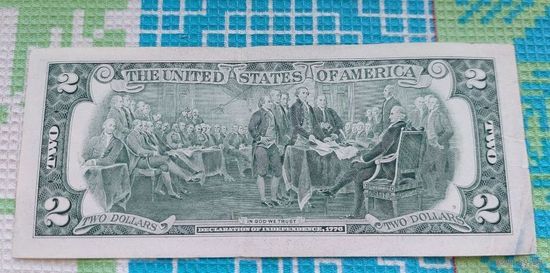 2 THE UNITED STATES OF AMERICA 2
TWO TWO
2 TWO DOLLARS IN GOD WE TRUST TWO DOLLARS 2
DECLARATION OF INDEPENDENCE, 1776